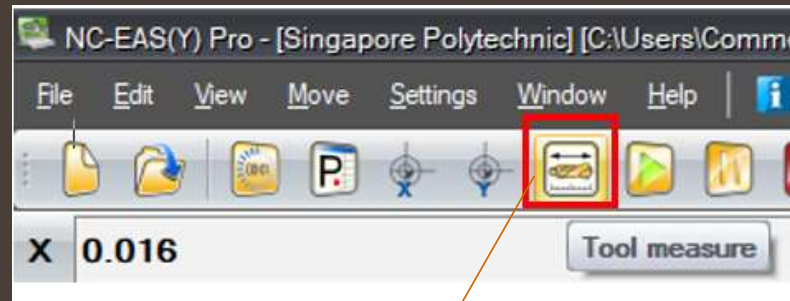 NC-EAS(Y) Pro - [Singapore Polytechnic] [C:\Users\Comm
File Edit View Move Settings Window Help
P.
X Y
X 0.016 Tool measure